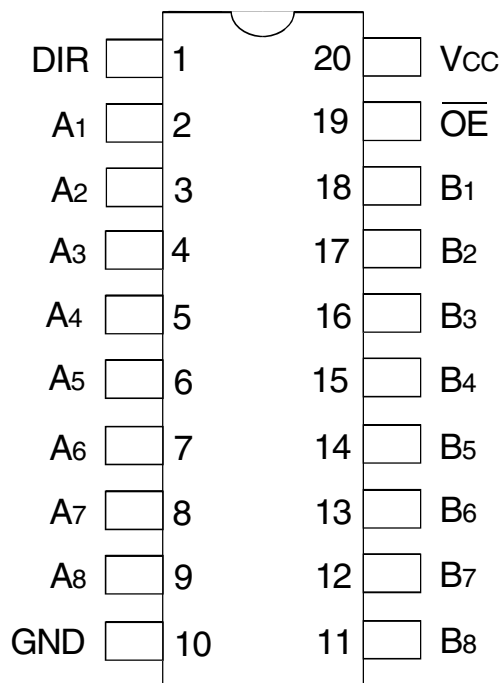 DIR 1 20 VCC
A1 2 19 O̅E̅
A2 3 18 B1
A3 4 17 B2
A4 5 16 B3
A5 6 15 B4
A6 7 14 B5
A7 8 13 B6
A8 9 12 B7
GND 10 11 B8